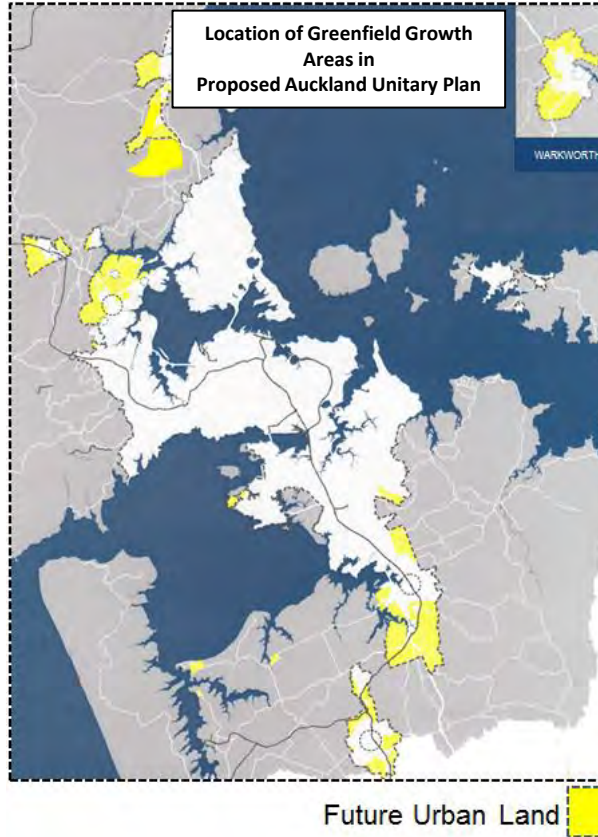 Location of Greenfield Growth
Areas in
Proposed Auckland Unitary Plan
WARKWORTH
Future Urban Land